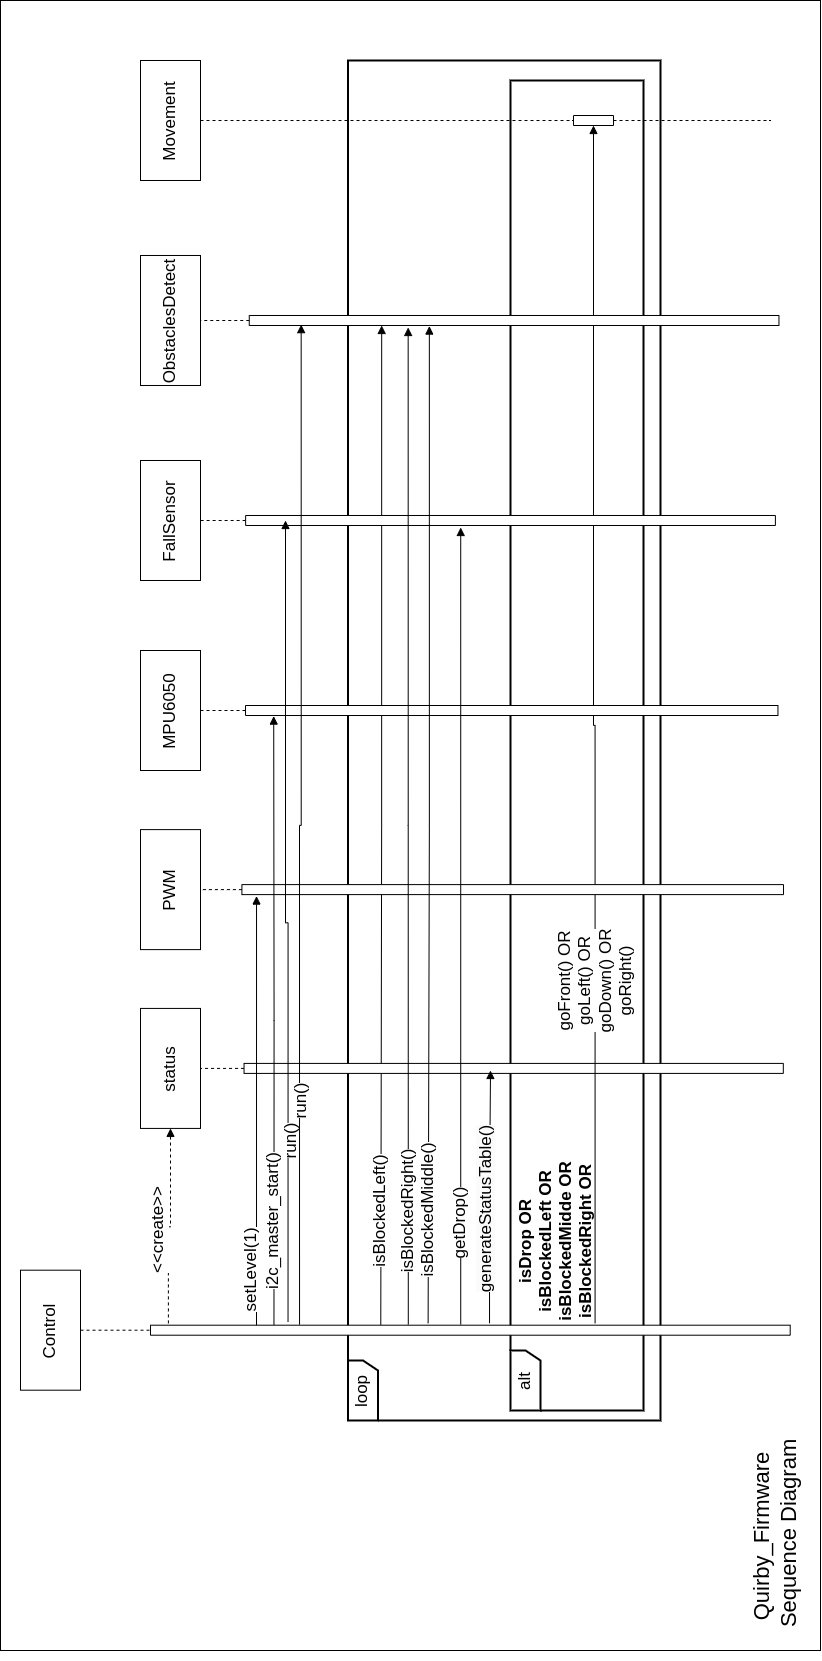 Quirby_Firmware
Sequence Diagram
Control
status
PWM
MPU6050
FallSensor
ObstaclesDetect
Movement
<<create>>
setLevel(1)
i2c_master_start()
run()
run()
loop
isBlockedLeft()
isBlockedRight()
isBlockedMiddle()
getDrop()
generateStatusTable()
alt
isDrop OR
isBlockedLeft OR
isBlockedMidde OR
isBlockedRight OR
goFront() OR
goLeft() OR
goDown() OR
goRight()